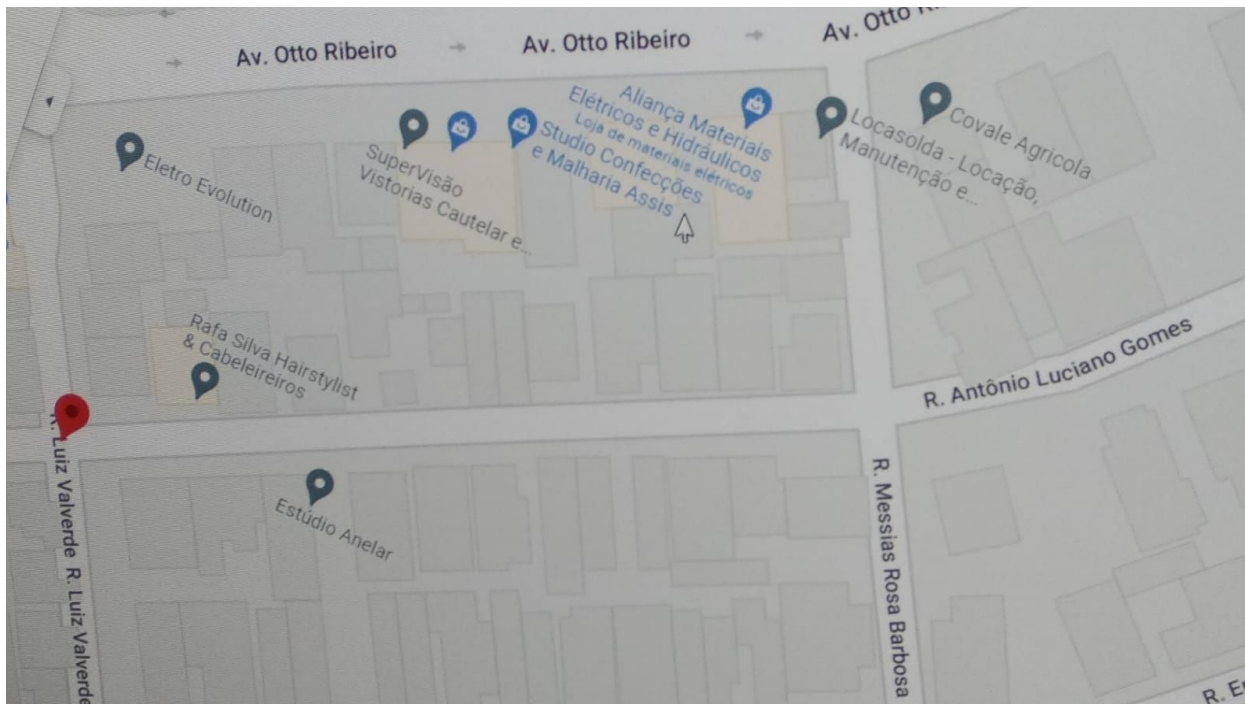 Av. Otto Ribeiro
Av. Otto Ribeiro
Av. Otto
Aliança Materiais
Elétricos e Hidráulicos
Loja de materiais elétricos
Studio Confecções
e Malharia Assis
SuperVisão
Vistorias Cautelar e...
Eletro Evolution
Locasolda - Locação,
Manutenção e...
Covale Agricola
Rafa Silva Hairstylist
& Cabeleireiros
R. Antônio Luciano Gomes
R. Luiz Valverde
R. Luiz Valverde
Estúdio Anelar
R. Messias Rosa Barbosa
R.